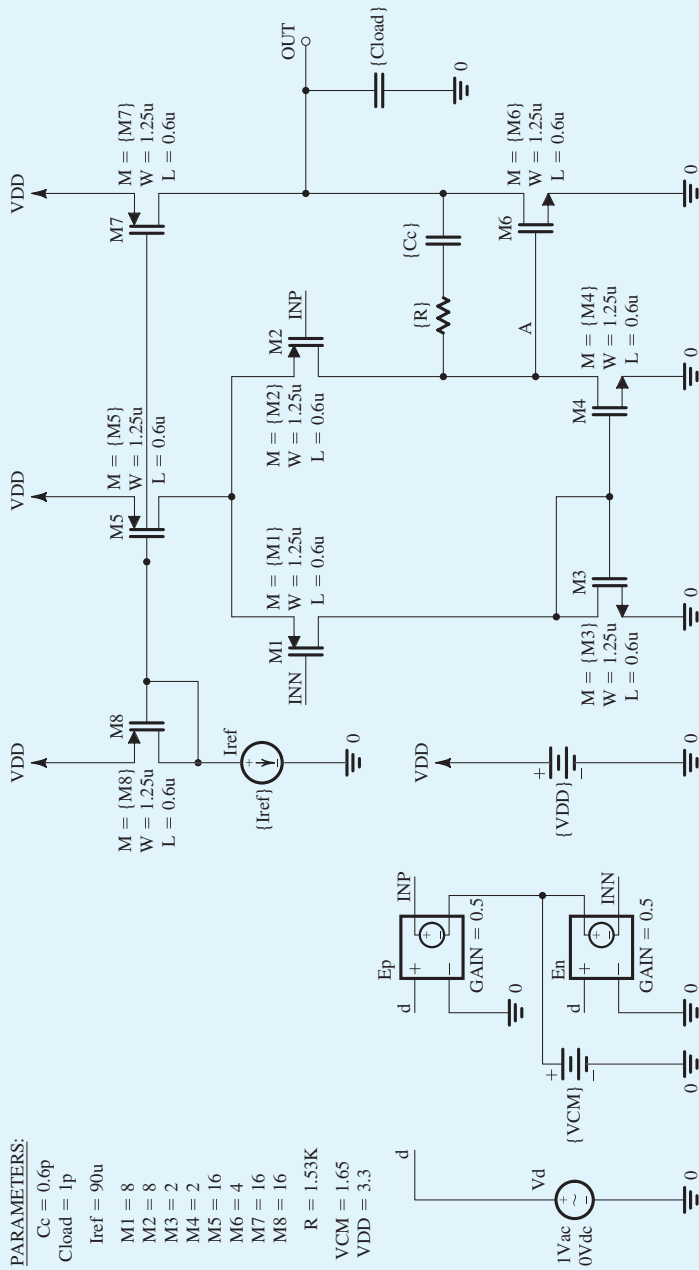 PARAMETERS:
Cc = 0.6p
Cload = 1p
Iref = 90u
M1 = 8
M2 = 8
M3 = 2
M4 = 2
M5 = 16
M6 = 4
M7 = 16
M8 = 16
R = 1.53K
VCM = 1.65
VDD = 3.3
VDD
M8
M = {M8}
W = 1.25u
L = 0.6u
Iref
+
-
{Iref}
0
VDD
M5
M = {M5}
W = 1.25u
L = 0.6u
VDD
M7
M = {M7}
W = 1.25u
L = 0.6u
OUT
{Cload}
0
M1
INN
M = {M1}
W = 1.25u
L = 0.6u
M2
INP
M = {M2}
W = 1.25u
L = 0.6u
{R}
{Cc}
A
M6
M = {M6}
W = 1.25u
L = 0.6u
0
M3
M = {M3}
W = 1.25u
L = 0.6u
0
M4
M = {M4}
W = 1.25u
L = 0.6u
0
d
Vd
1Vac
0Vdc
+
~
-
0
{VCM}
+
-
0
Ep
d
+
-
+
-
INP
GAIN = 0.5
0
En
d
+
-
+
-
INN
GAIN = 0.5
0
VDD
{VDD}
+
-
0